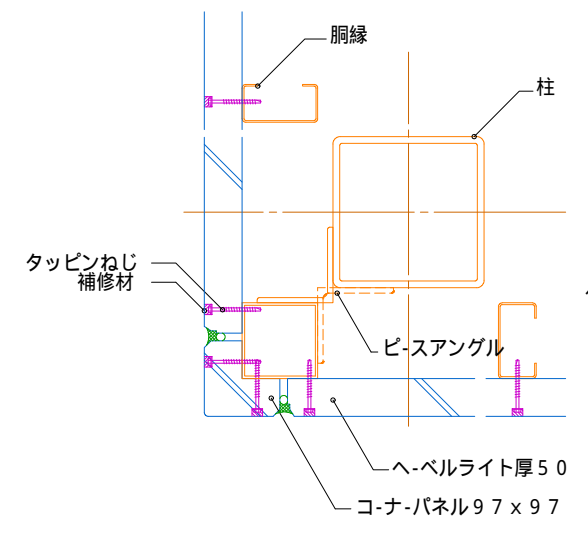 胴縁
柱
タッピンねじ
補修材
ピ-スアングル
ヘ-ベルライト厚５０
コ-ナ-パネル９７ｘ９７